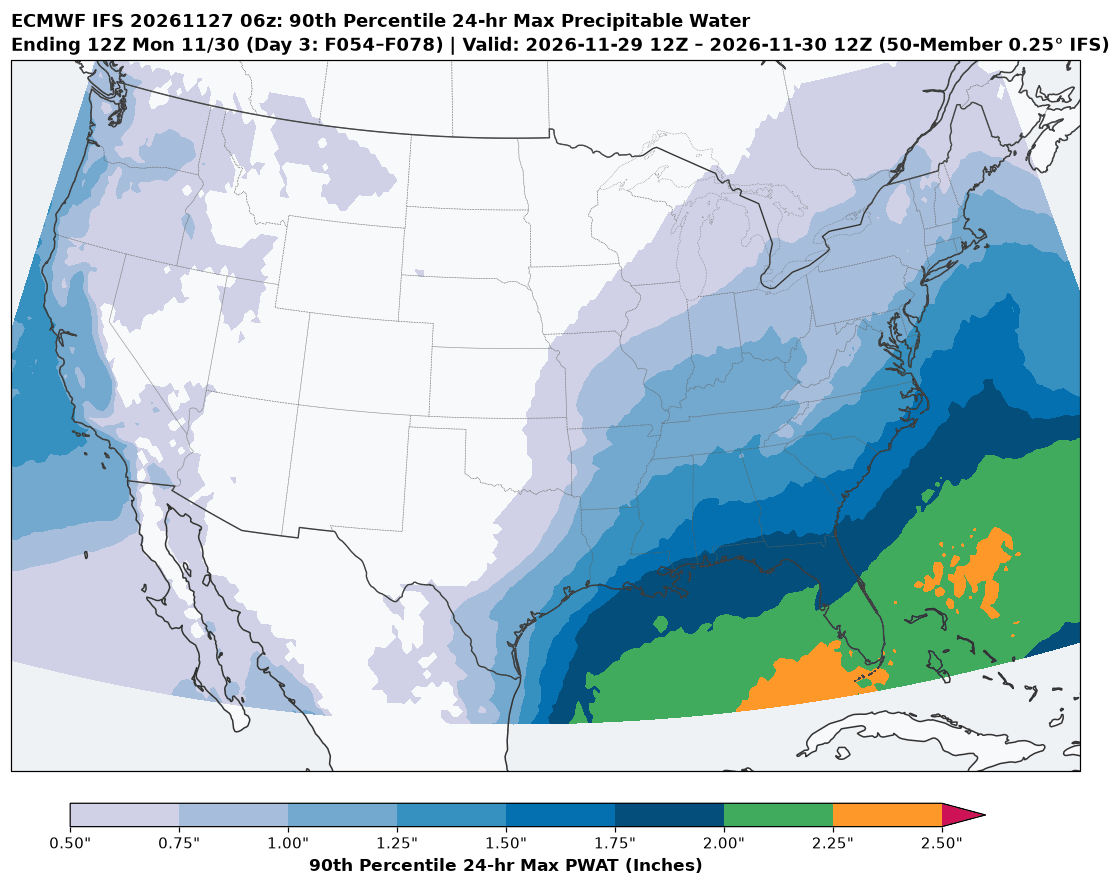 ECMWF IFS 20261127 06z: 90th Percentile 24-hr Max Precipitable Water
Ending 12Z Mon 11/30 (Day 3: F054–F078) | Valid: 2026-11-29 12Z – 2026-11-30 12Z (50-Member 0.25° IFS)
0.50" 0.75" 1.00" 1.25" 1.50" 1.75" 2.00" 2.25" 2.50"
90th Percentile 24-hr Max PWAT (Inches)